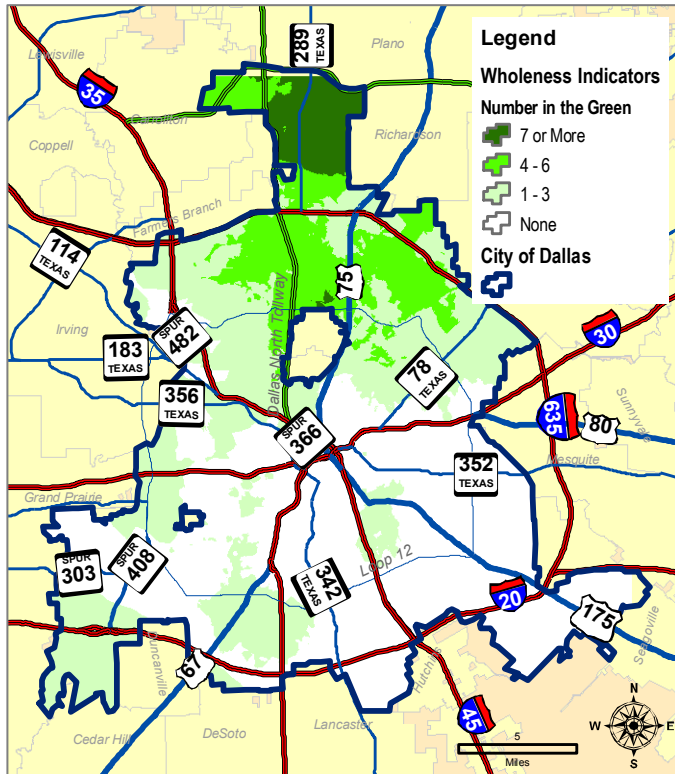 Legend
Wholeness Indicators
Number in the Green
7 or More
4 - 6
1 - 3
None
City of Dallas
Plano
289
TEXAS
Lewisville
35
Carrollton
Richardson
Coppell
Farmers Branch
114
TEXAS
75
Irving
SPUR
482
Dallas North Tollway
30
183
TEXAS
78
TEXAS
356
TEXAS
Sunnyvale
SPUR
366
635
80
352
TEXAS
Mesquite
Grand Prairie
SPUR
408
SPUR
303
Loop 12
342
TEXAS
20
175
Duncanville
67
Hutchins
Seagoville
Lancaster
DeSoto
Cedar Hill
45
N
W
E
S
5
Miles